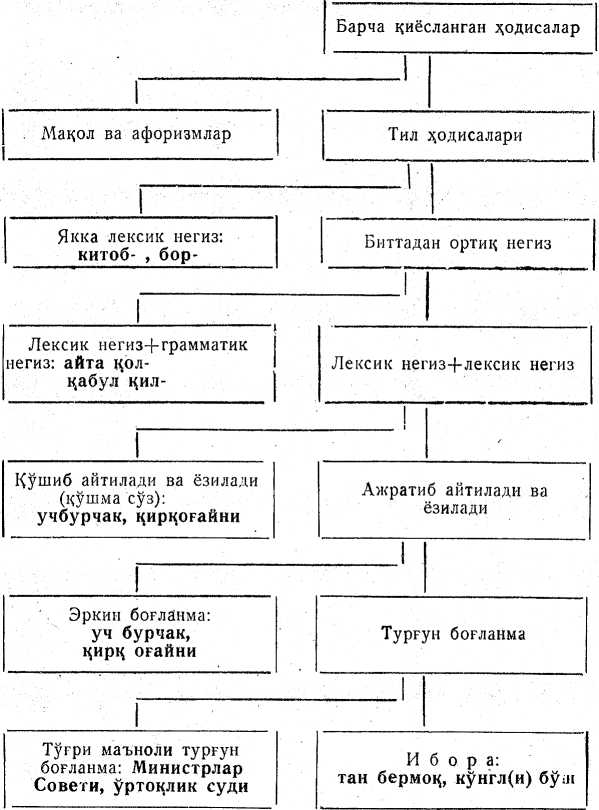 Барча қиёсланган ҳодисалар
Мақол ва афоризмлар
Тил ҳодисалари
Якка лексик негиз:
китоб- , бор-
Биттадан ортиқ негиз
Лексик негиз+грамматик
негиз: айта қол-
қабул қил-
Лексик негиз+лексик негиз
Қўшиб айтилади ва ёзилади
(қўшма сўз):
учбурчак, қирқоғайни
Ажратиб айтилади ва
ёзилади
Эркин боғланма:
уч бурчак,
қирқ оғайни
Турғун боғланма
Тўғри маъноли турғун
боғланма: Министрлар
Совети, ўртоқлик суди
Ибора:
тан бермоқ, кўнгл(и) бўш